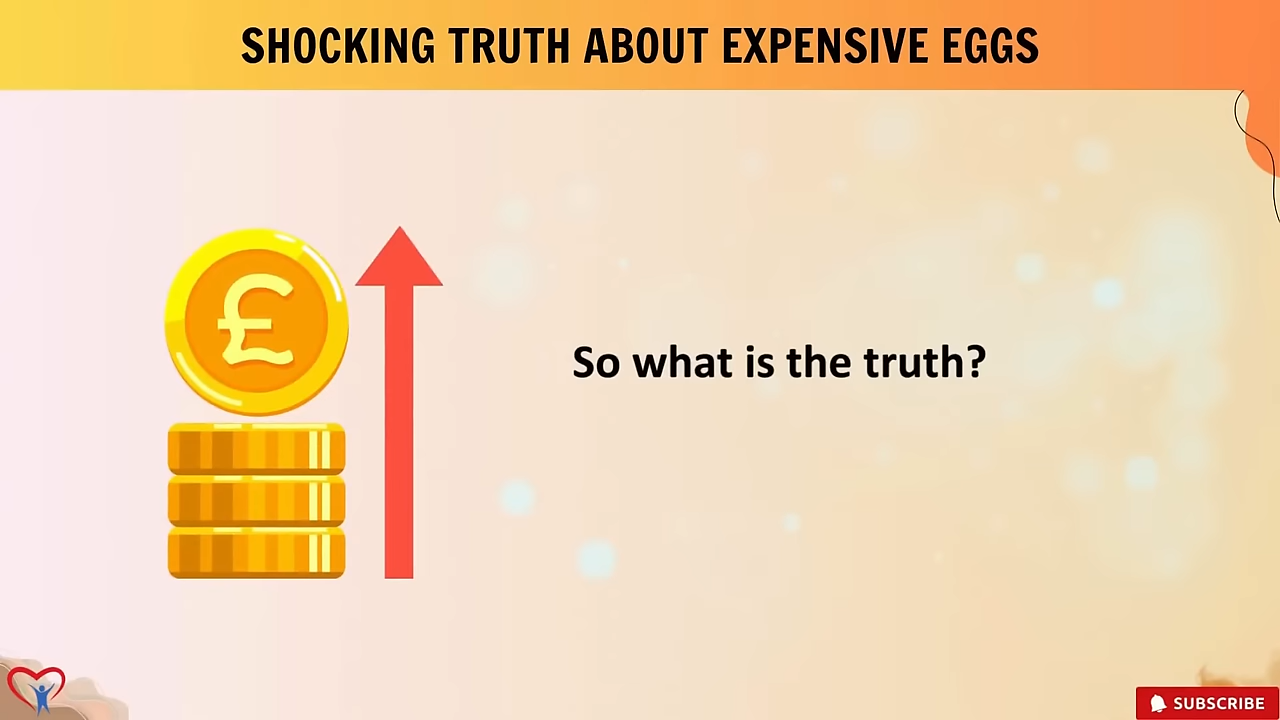 SHOCKING TRUTH ABOUT EXPENSIVE EGGS
£
So what is the truth?
SUBSCRIBE